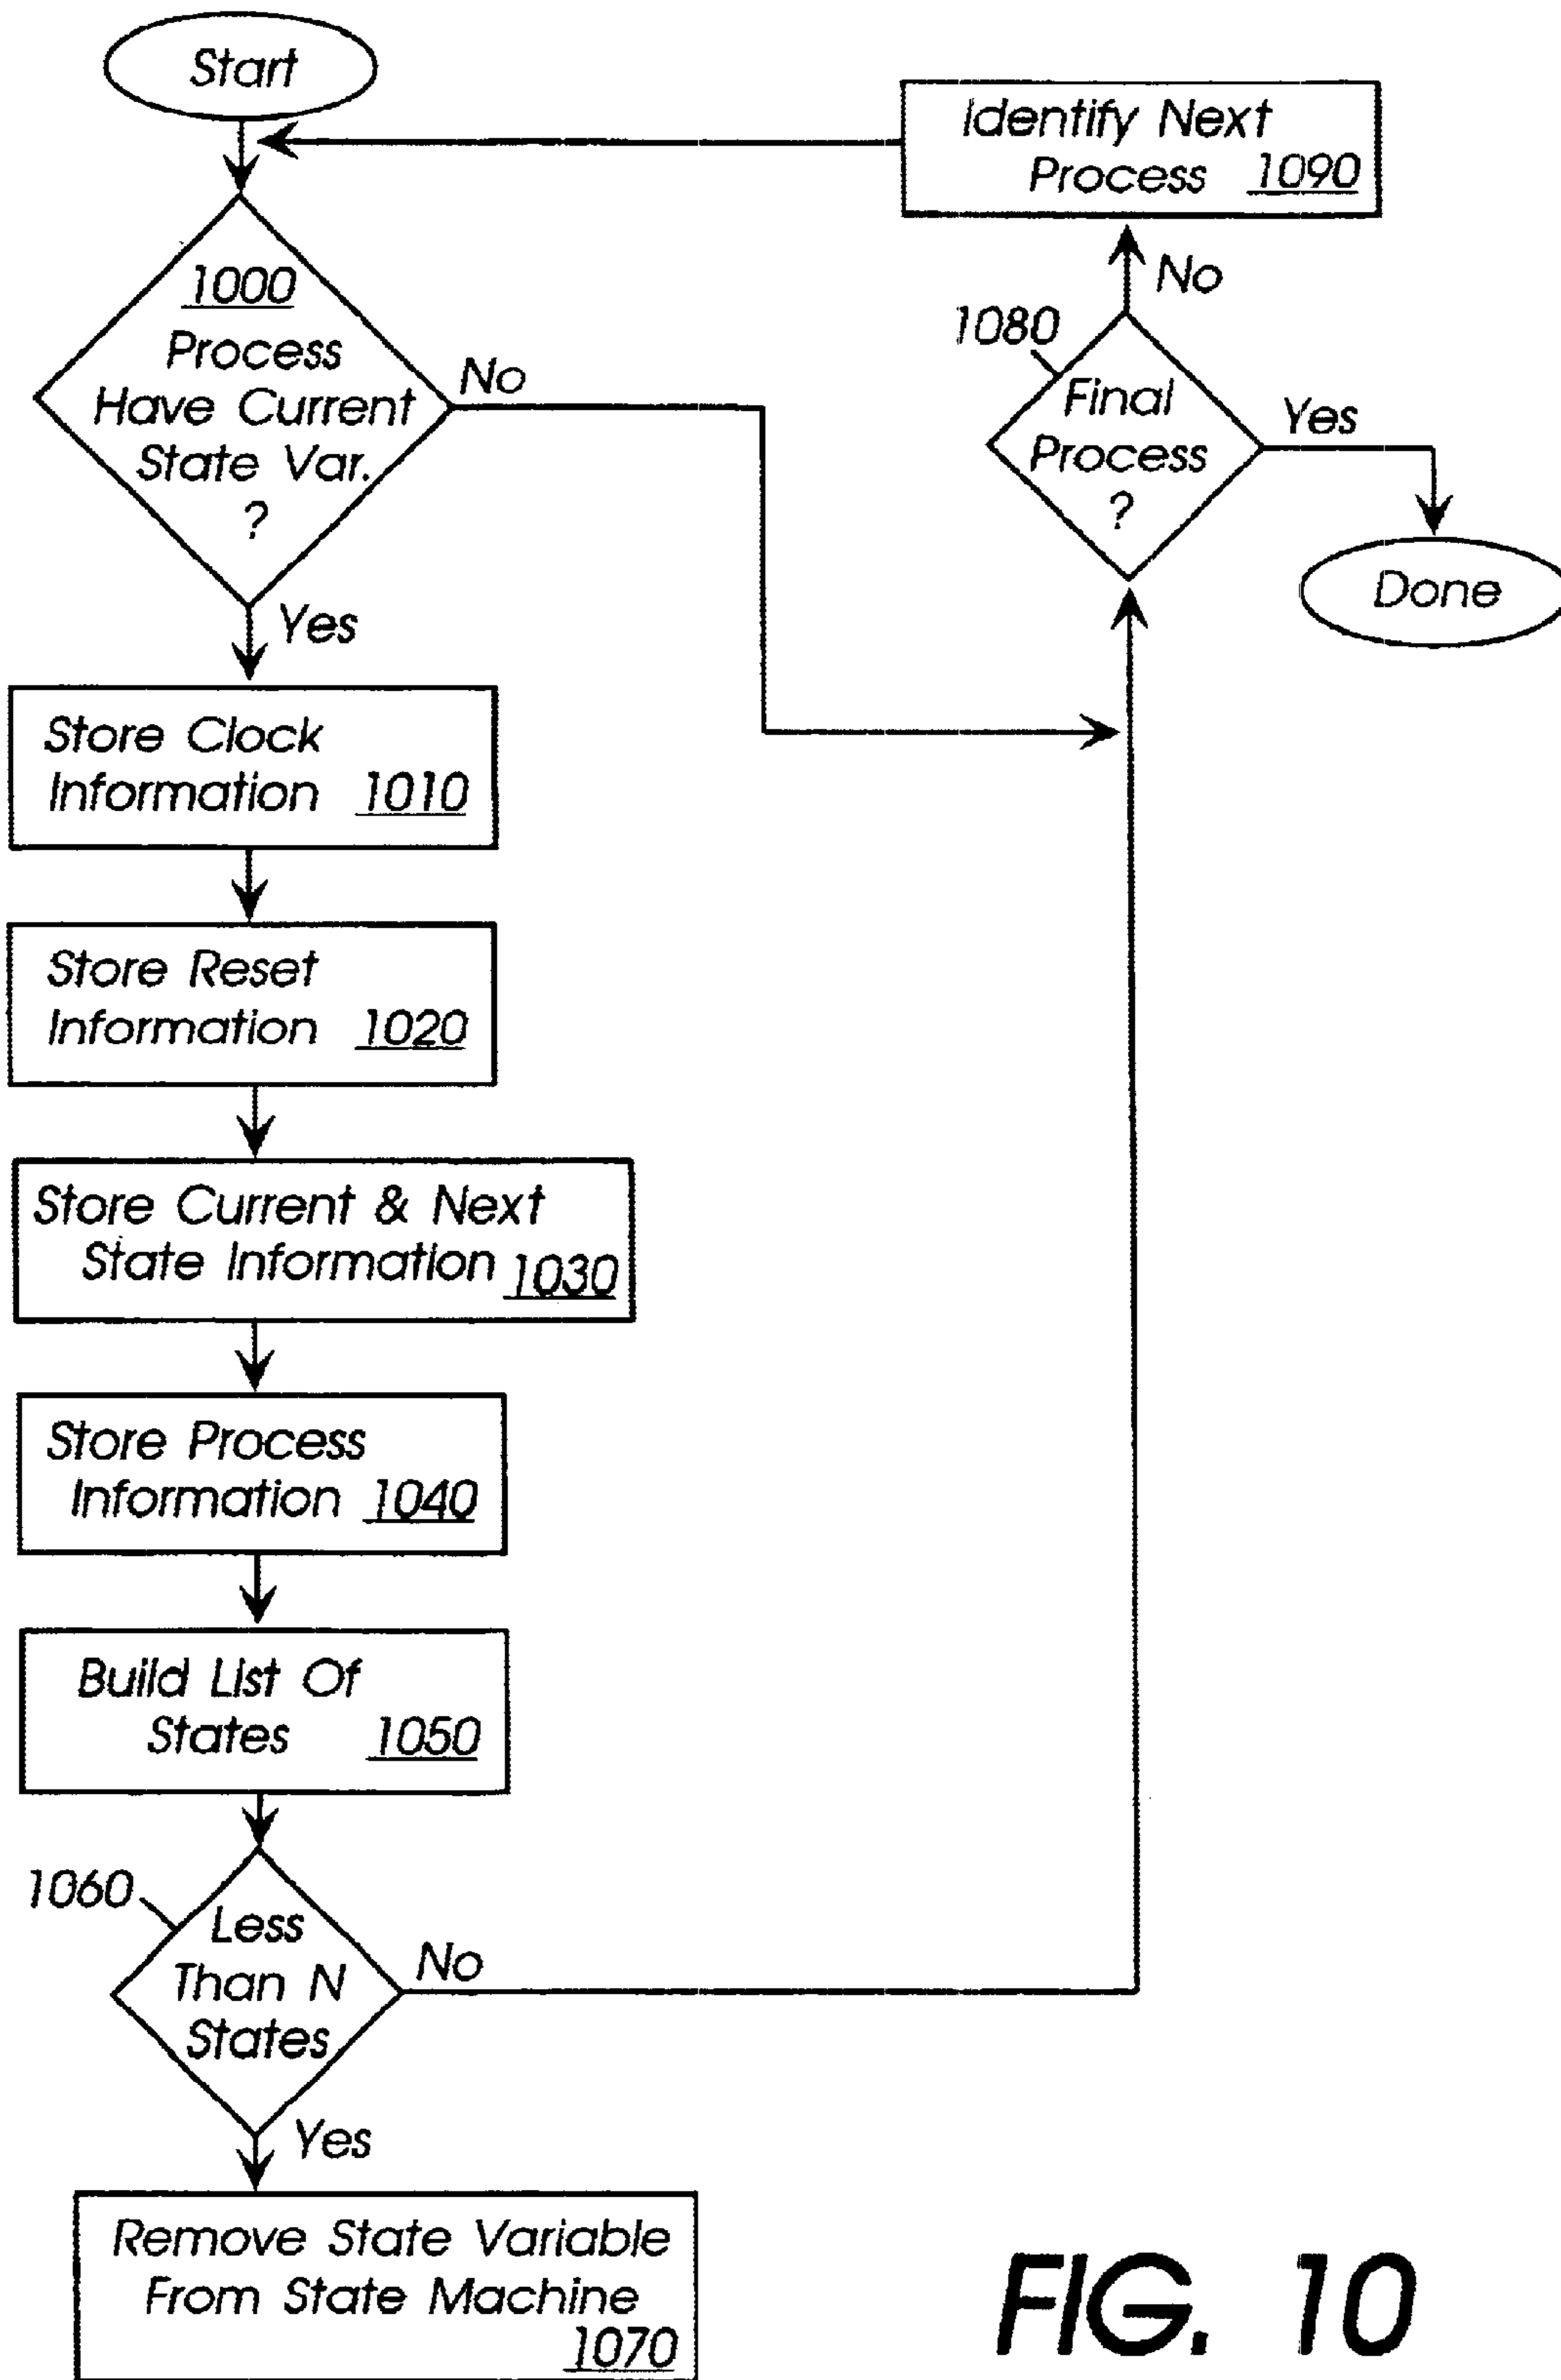 Start
1000
Process
Have Current
State Var.
?
No
Yes
Store Clock
Information 1010
Store Reset
Information 1020
Store Current & Next
State Information 1030
Store Process
Information 1040
Build List Of
States 1050
1060
Less
Than N
States
No
Yes
Remove State Variable
From State Machine
1070
Identify Next
Process 1090
No
1080
Final
Process
?
Yes
Done
FIG. 10